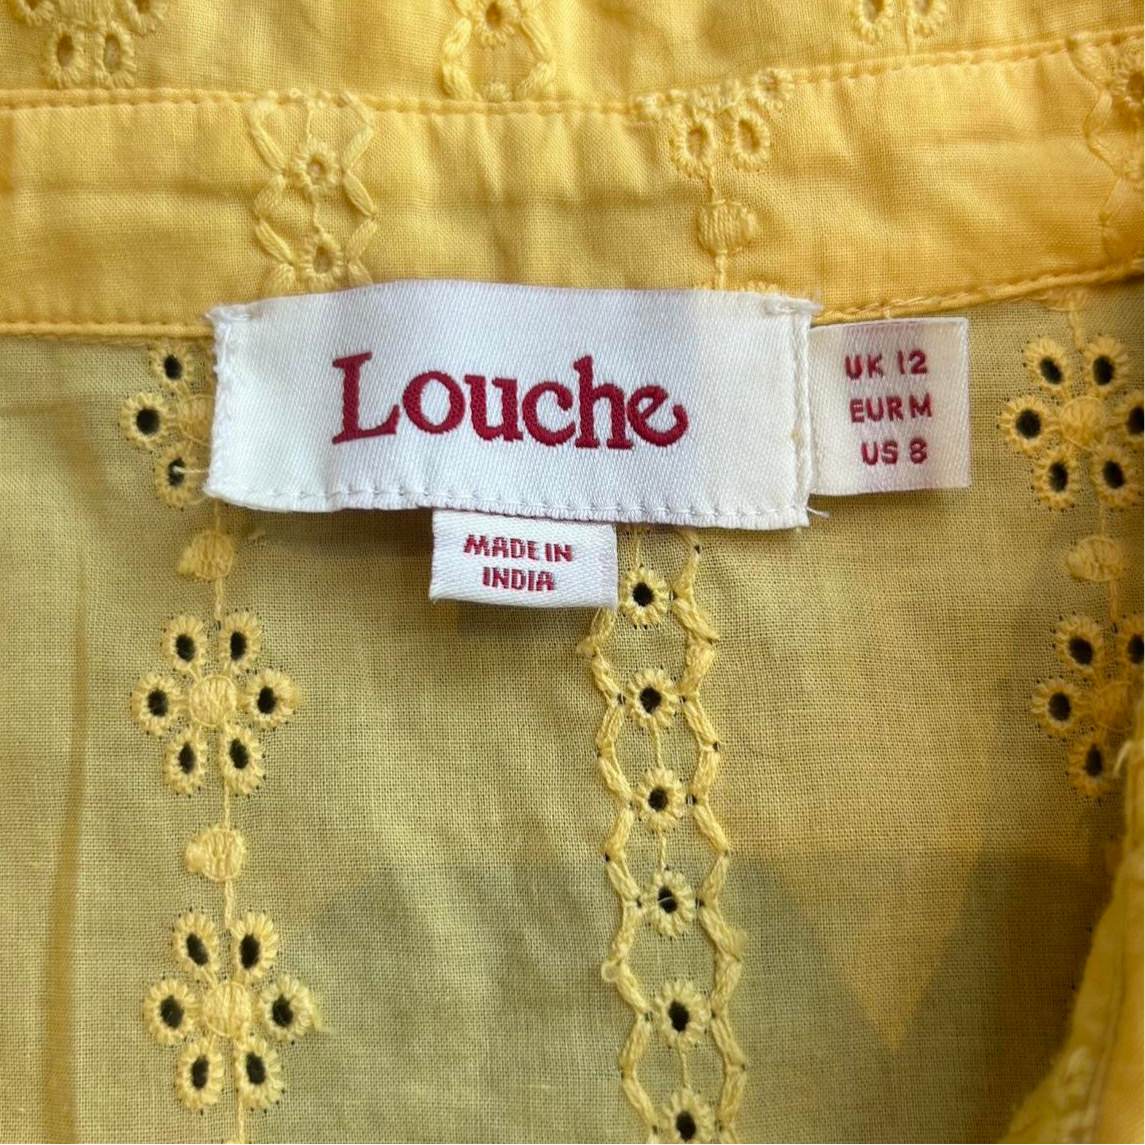 Louche
UK 12
EUR M
US 8
MADE IN
INDIA